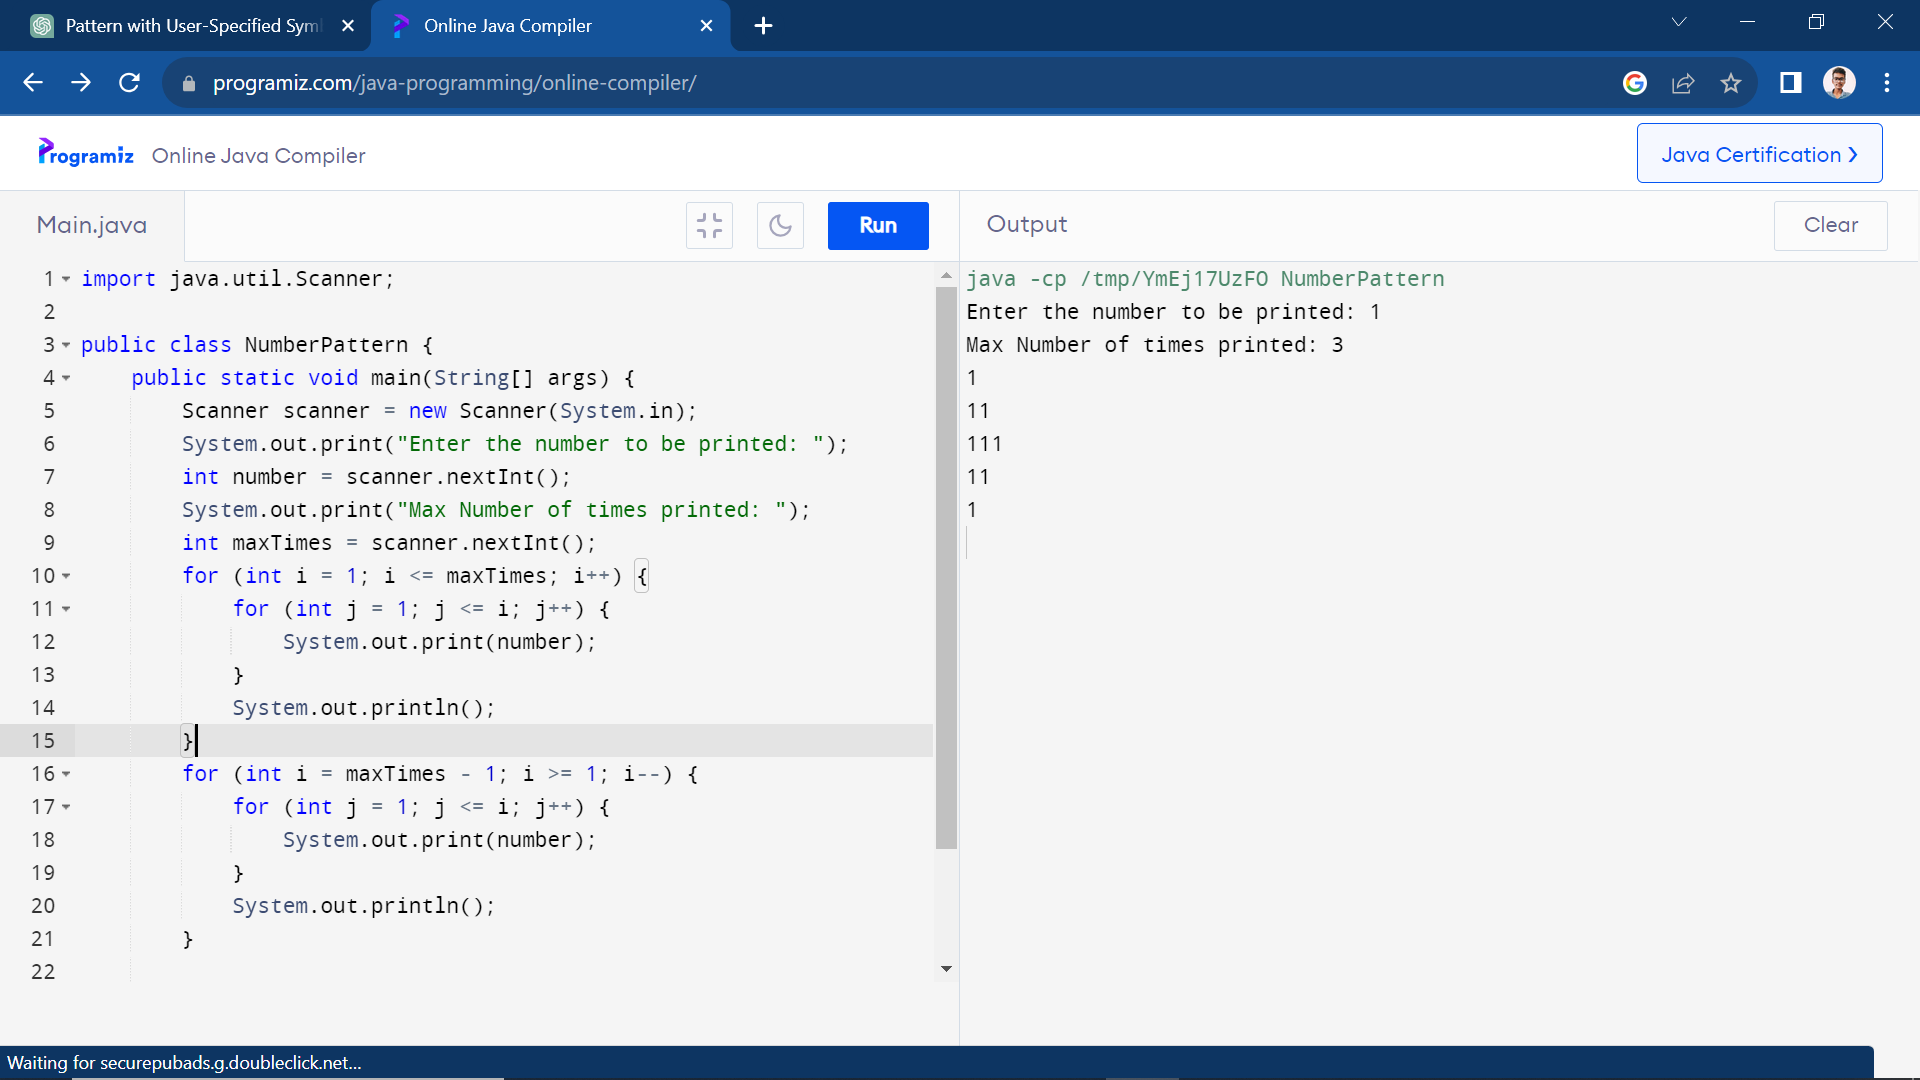 Pattern with User-Specified Sym
Online Java Compiler
programiz.com/java-programming/online-compiler/
Programiz Online Java Compiler
Java Certification ❯
Main.java
Run
Output
Clear
1 import java.util.Scanner;
2
3 public class NumberPattern {
4     public static void main(String[] args) {
5         Scanner scanner = new Scanner(System.in);
6         System.out.print("Enter the number to be printed: ");
7         int number = scanner.nextInt();
8         System.out.print("Max Number of times printed: ");
9         int maxTimes = scanner.nextInt();
10         for (int i = 1; i <= maxTimes; i++) {
11             for (int j = 1; j <= i; j++) {
12                 System.out.print(number);
13             }
14             System.out.println();
15         }
16         for (int i = maxTimes - 1; i >= 1; i--) {
17             for (int j = 1; j <= i; j++) {
18                 System.out.print(number);
19             }
20             System.out.println();
21         }
22
java -cp /tmp/YmEj17UzFO NumberPattern
Enter the number to be printed: 1
Max Number of times printed: 3
1
11
111
11
1
Waiting for securepubads.g.doubleclick.net...